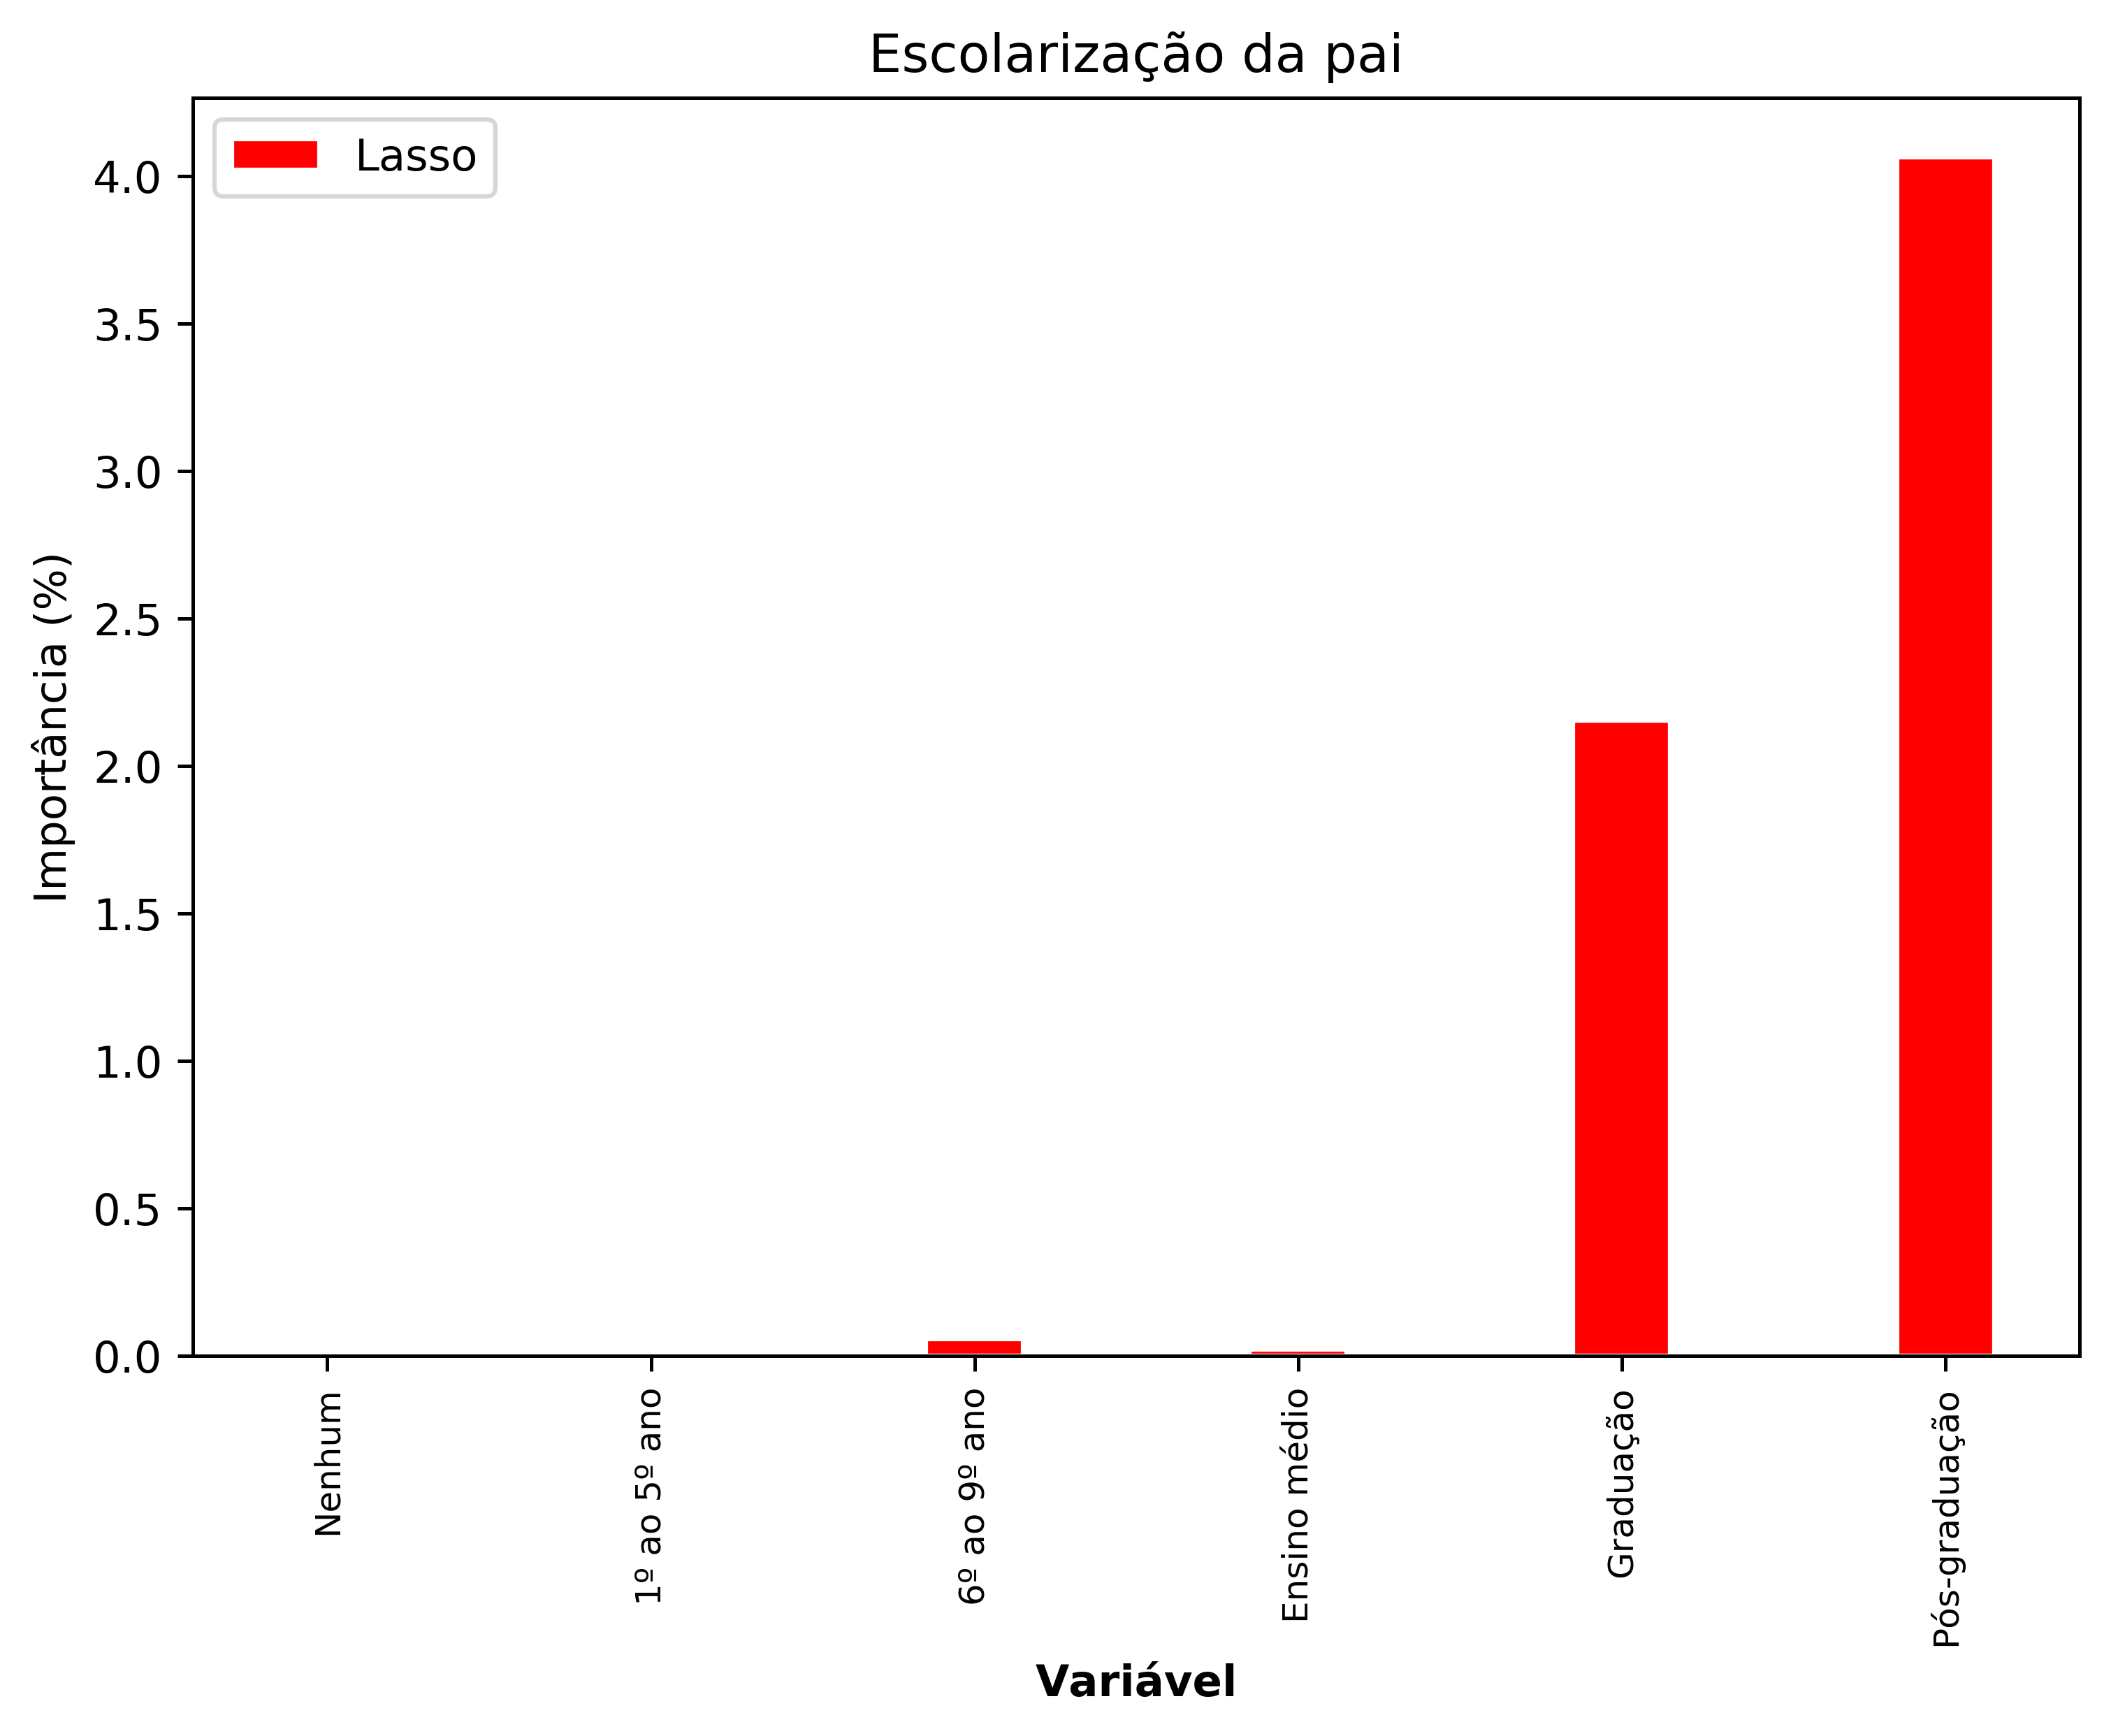 Escolarização da pai
Lasso
Importância (%)
4.0
3.5
3.0
2.5
2.0
1.5
1.0
0.5
0.0
Nenhum
1º ao 5º ano
6º ao 9º ano
Ensino médio
Graduação
Pós-graduação
Variável